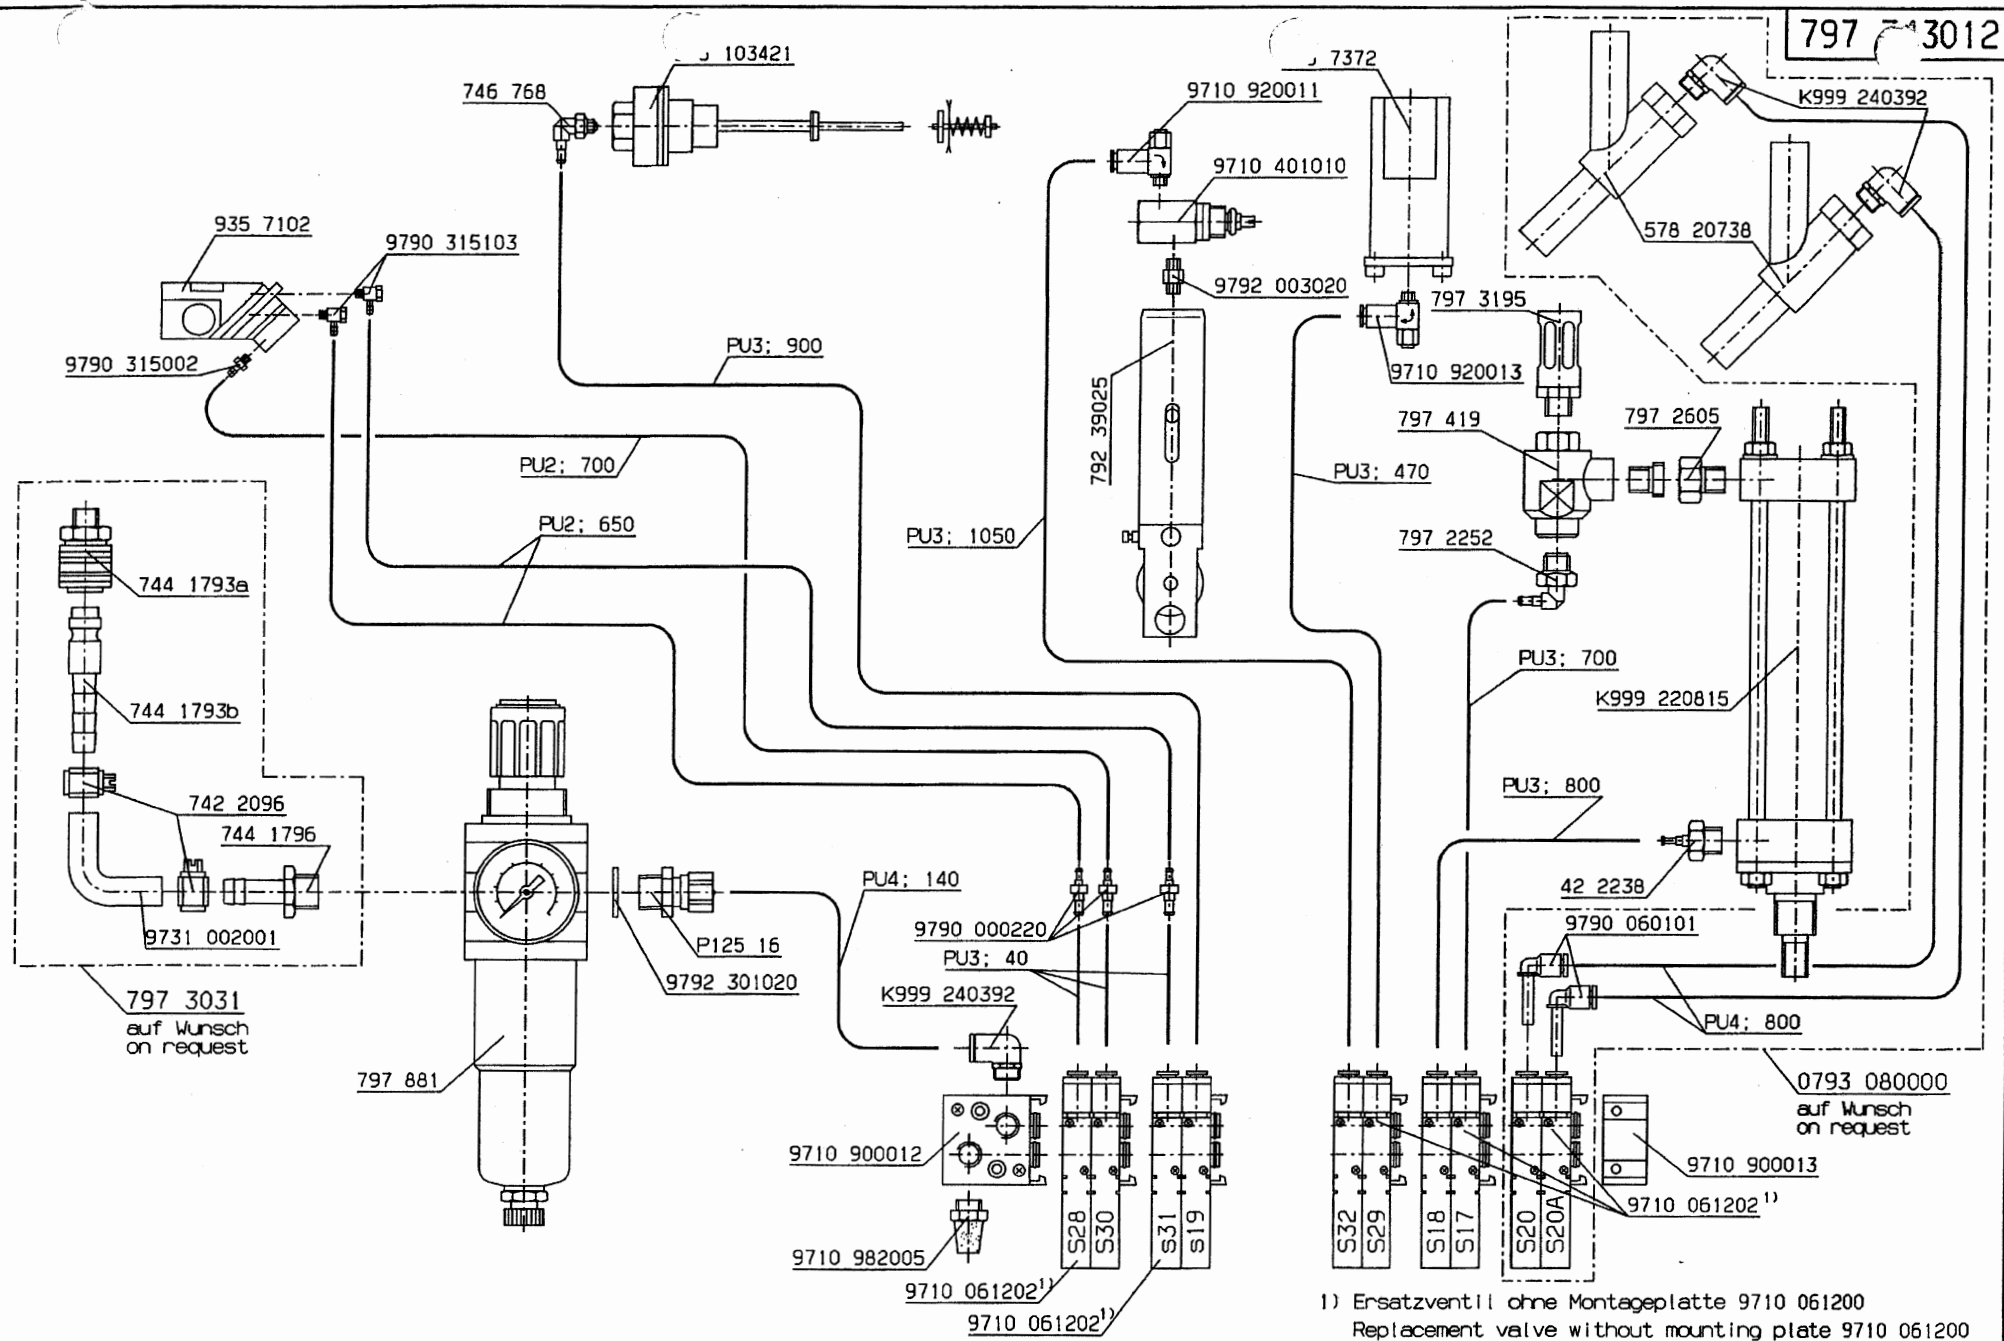 797 3012
103421
746 768
7372
9710 920011
K999 240392
9710 401010
935 7102
9790 315103
578 20738
9792 003020
797 3195
PU3; 900
9790 315002
9710 920013
792 39025
797 419
797 2605
PU2; 700
PU3; 470
PU2; 650
PU3; 1050
797 2252
744 1793a
PU3; 700
K999 220815
744 1793b
PU3; 800
742 2096
744 1796
PU4; 140
42 2238
9731 002001
P125 16
9790 000220
9790 060101
PU3; 40
9792 301020
K999 240392
797 3031
auf Wunsch
on request
PU4; 800
797 881
0793 080000
auf Wunsch
on request
9710 900012
9710 900013
9710 061202 1)
S28
S30
S31
S19
S32
S29
S18
S17
S20
S20A
9710 982005
9710 061202 1)
9710 061202 1)
1) Ersatzventil ohne Montageplatte 9710 061200
Replacement valve without mounting plate 9710 061200